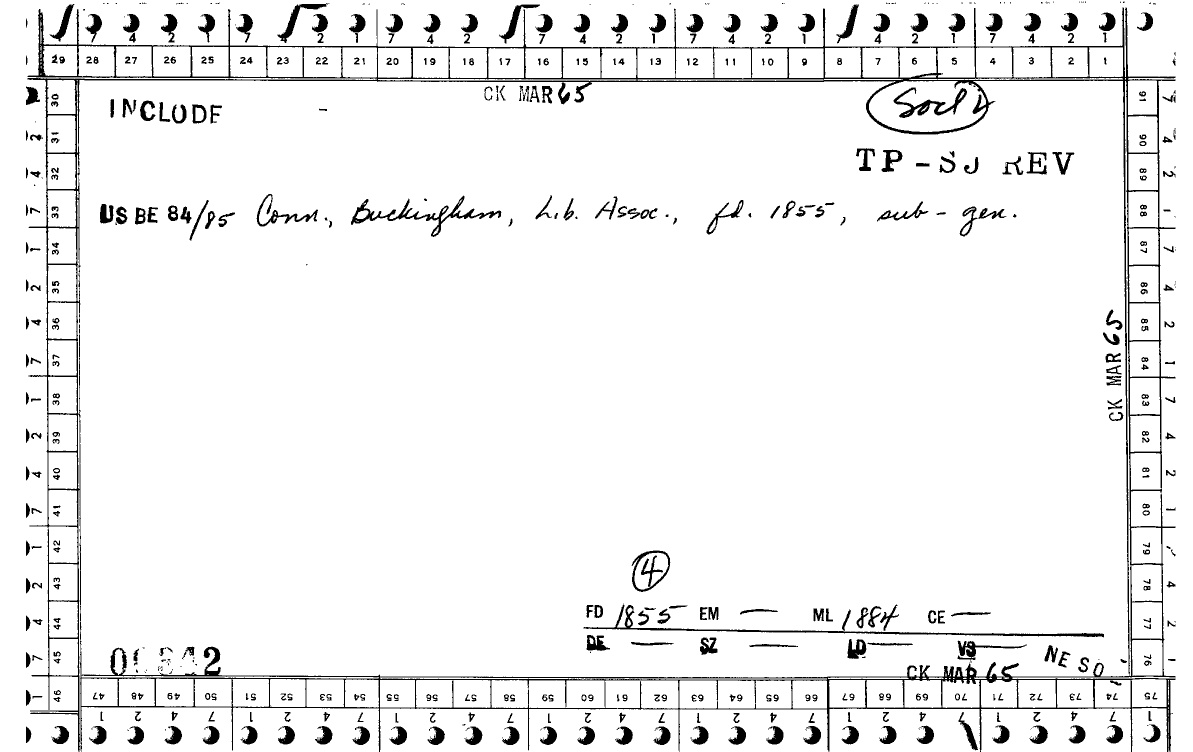 7 4 2 1 7 4 2 1 7 4 2 1 7 4 2 1 7 4 2 1 7 4 2 1 7 4 2 1
29 28 27 26 25 24 23 22 21 20 19 18 17 16 15 14 13 12 11 10 9 8 7 6 5 4 3 2 1
CK MAR 65
INCLUDE
Socl L
TP-SJ REV
US BE 84/85 Conn., Buckingham, Lib. Assoc., fd. 1855, sub-gen.
30 31 32 33 34 35 36 37 38 39 40 41 42 43 44 45 46
91 90 89 88 87 86 85 84 83 82 81 80 79 78 77 76
CK MAR 65
4
FD 1855 EM — ML 1884 CE —
DE — SZ — LD — VS —
NE SO
CK MAR 65
47 48 49 50 51 52 53 54 55 56 57 58 59 60 61 62 63 64 65 66 67 68 69 70 71 72 73 74 75
1 2 4 7 1 2 4 7 1 2 4 7 1 2 4 7 1 2 4 7 1 2 4 7 1 2 4 7 1